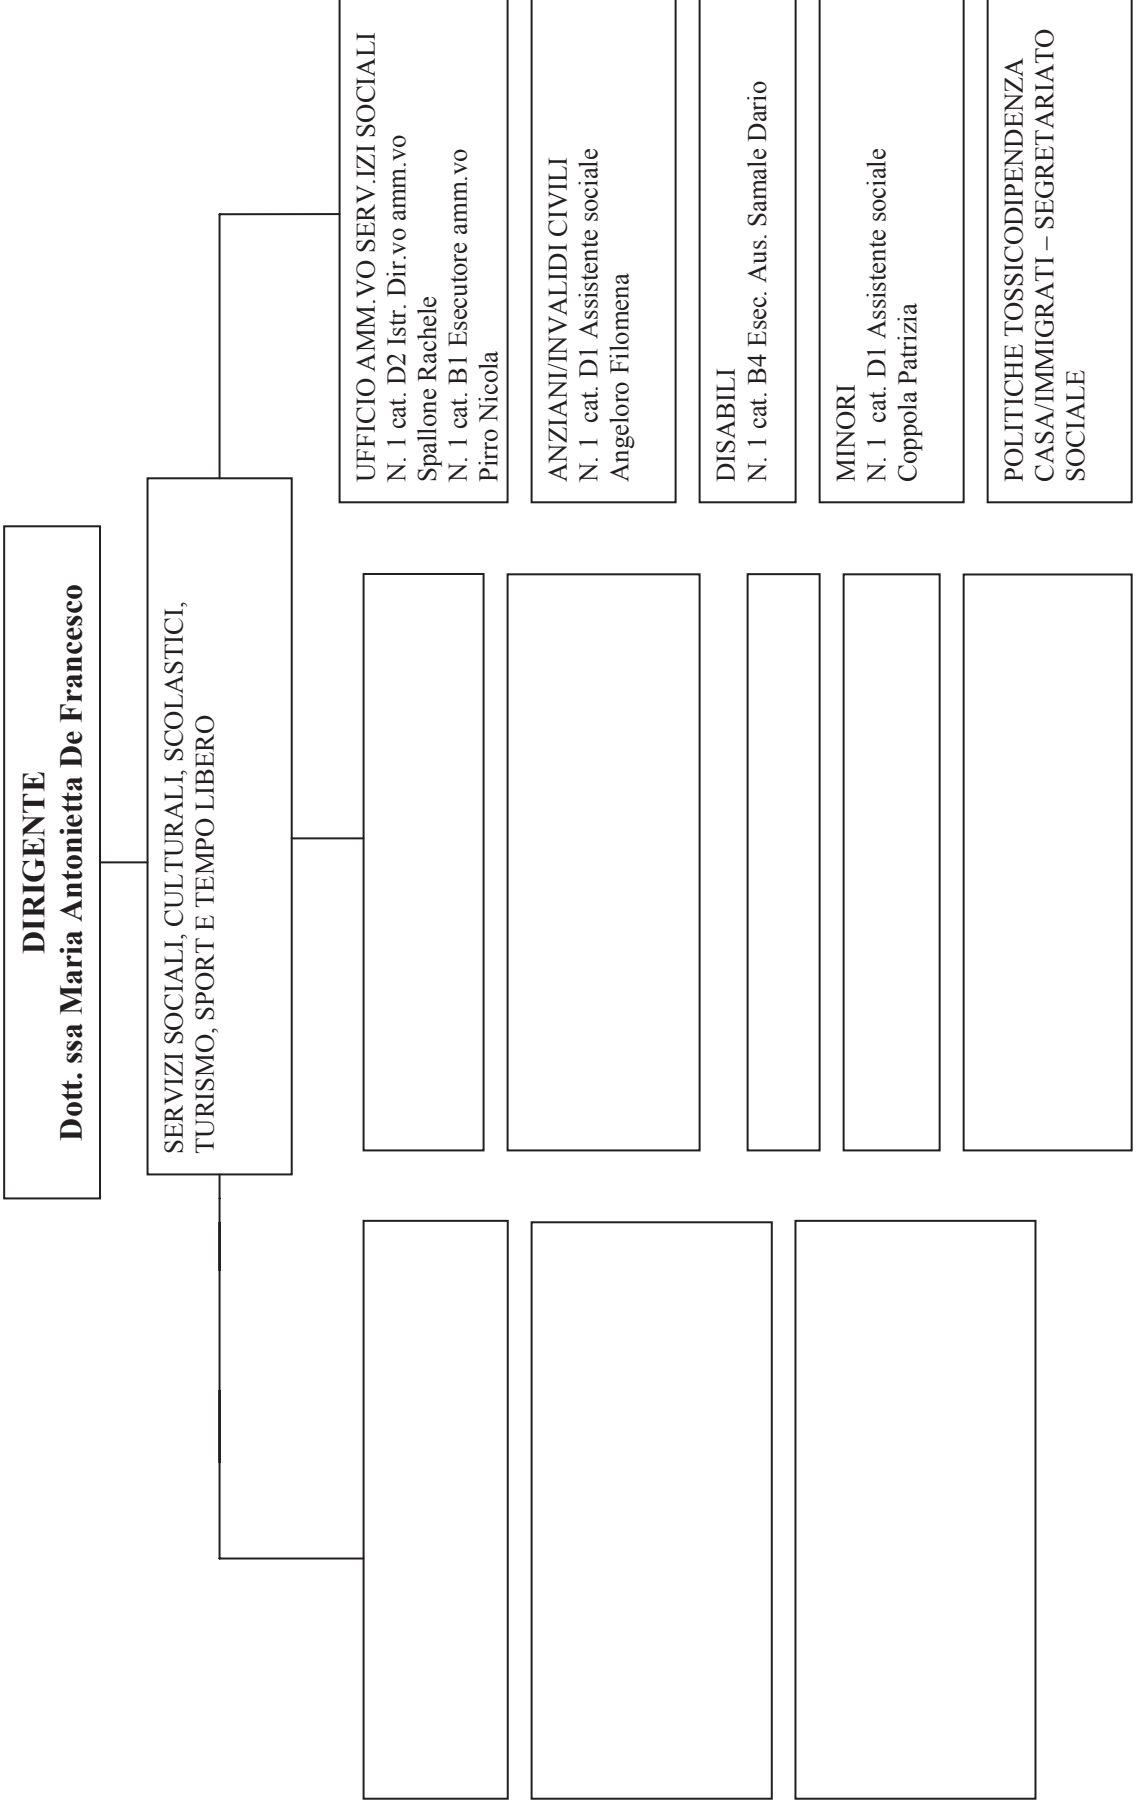 DIRIGENTE
Dott. ssa Maria Antonietta De Francesco
SERVIZI SOCIALI, CULTURALI, SCOLASTICI,
TURISMO, SPORT E TEMPO LIBERO
UFFICIO AMM.VO SERV.IZI SOCIALI
N. 1 cat. D2 Istr. Dir.vo amm.vo
Spallone Rachele
N. 1 cat. B1 Esecutore amm.vo
Pirro Nicola
ANZIANI/INVALIDI CIVILI
N. 1  cat. D1 Assistente sociale
Angeloro Filomena
DISABILI
N. 1 cat. B4 Esec. Aus. Samale Dario
MINORI
N. 1  cat. D1 Assistente sociale
Coppola Patrizia
POLITICHE TOSSICODIPENDENZA
CASA/IMMIGRATI – SEGRETARIATO
SOCIALE